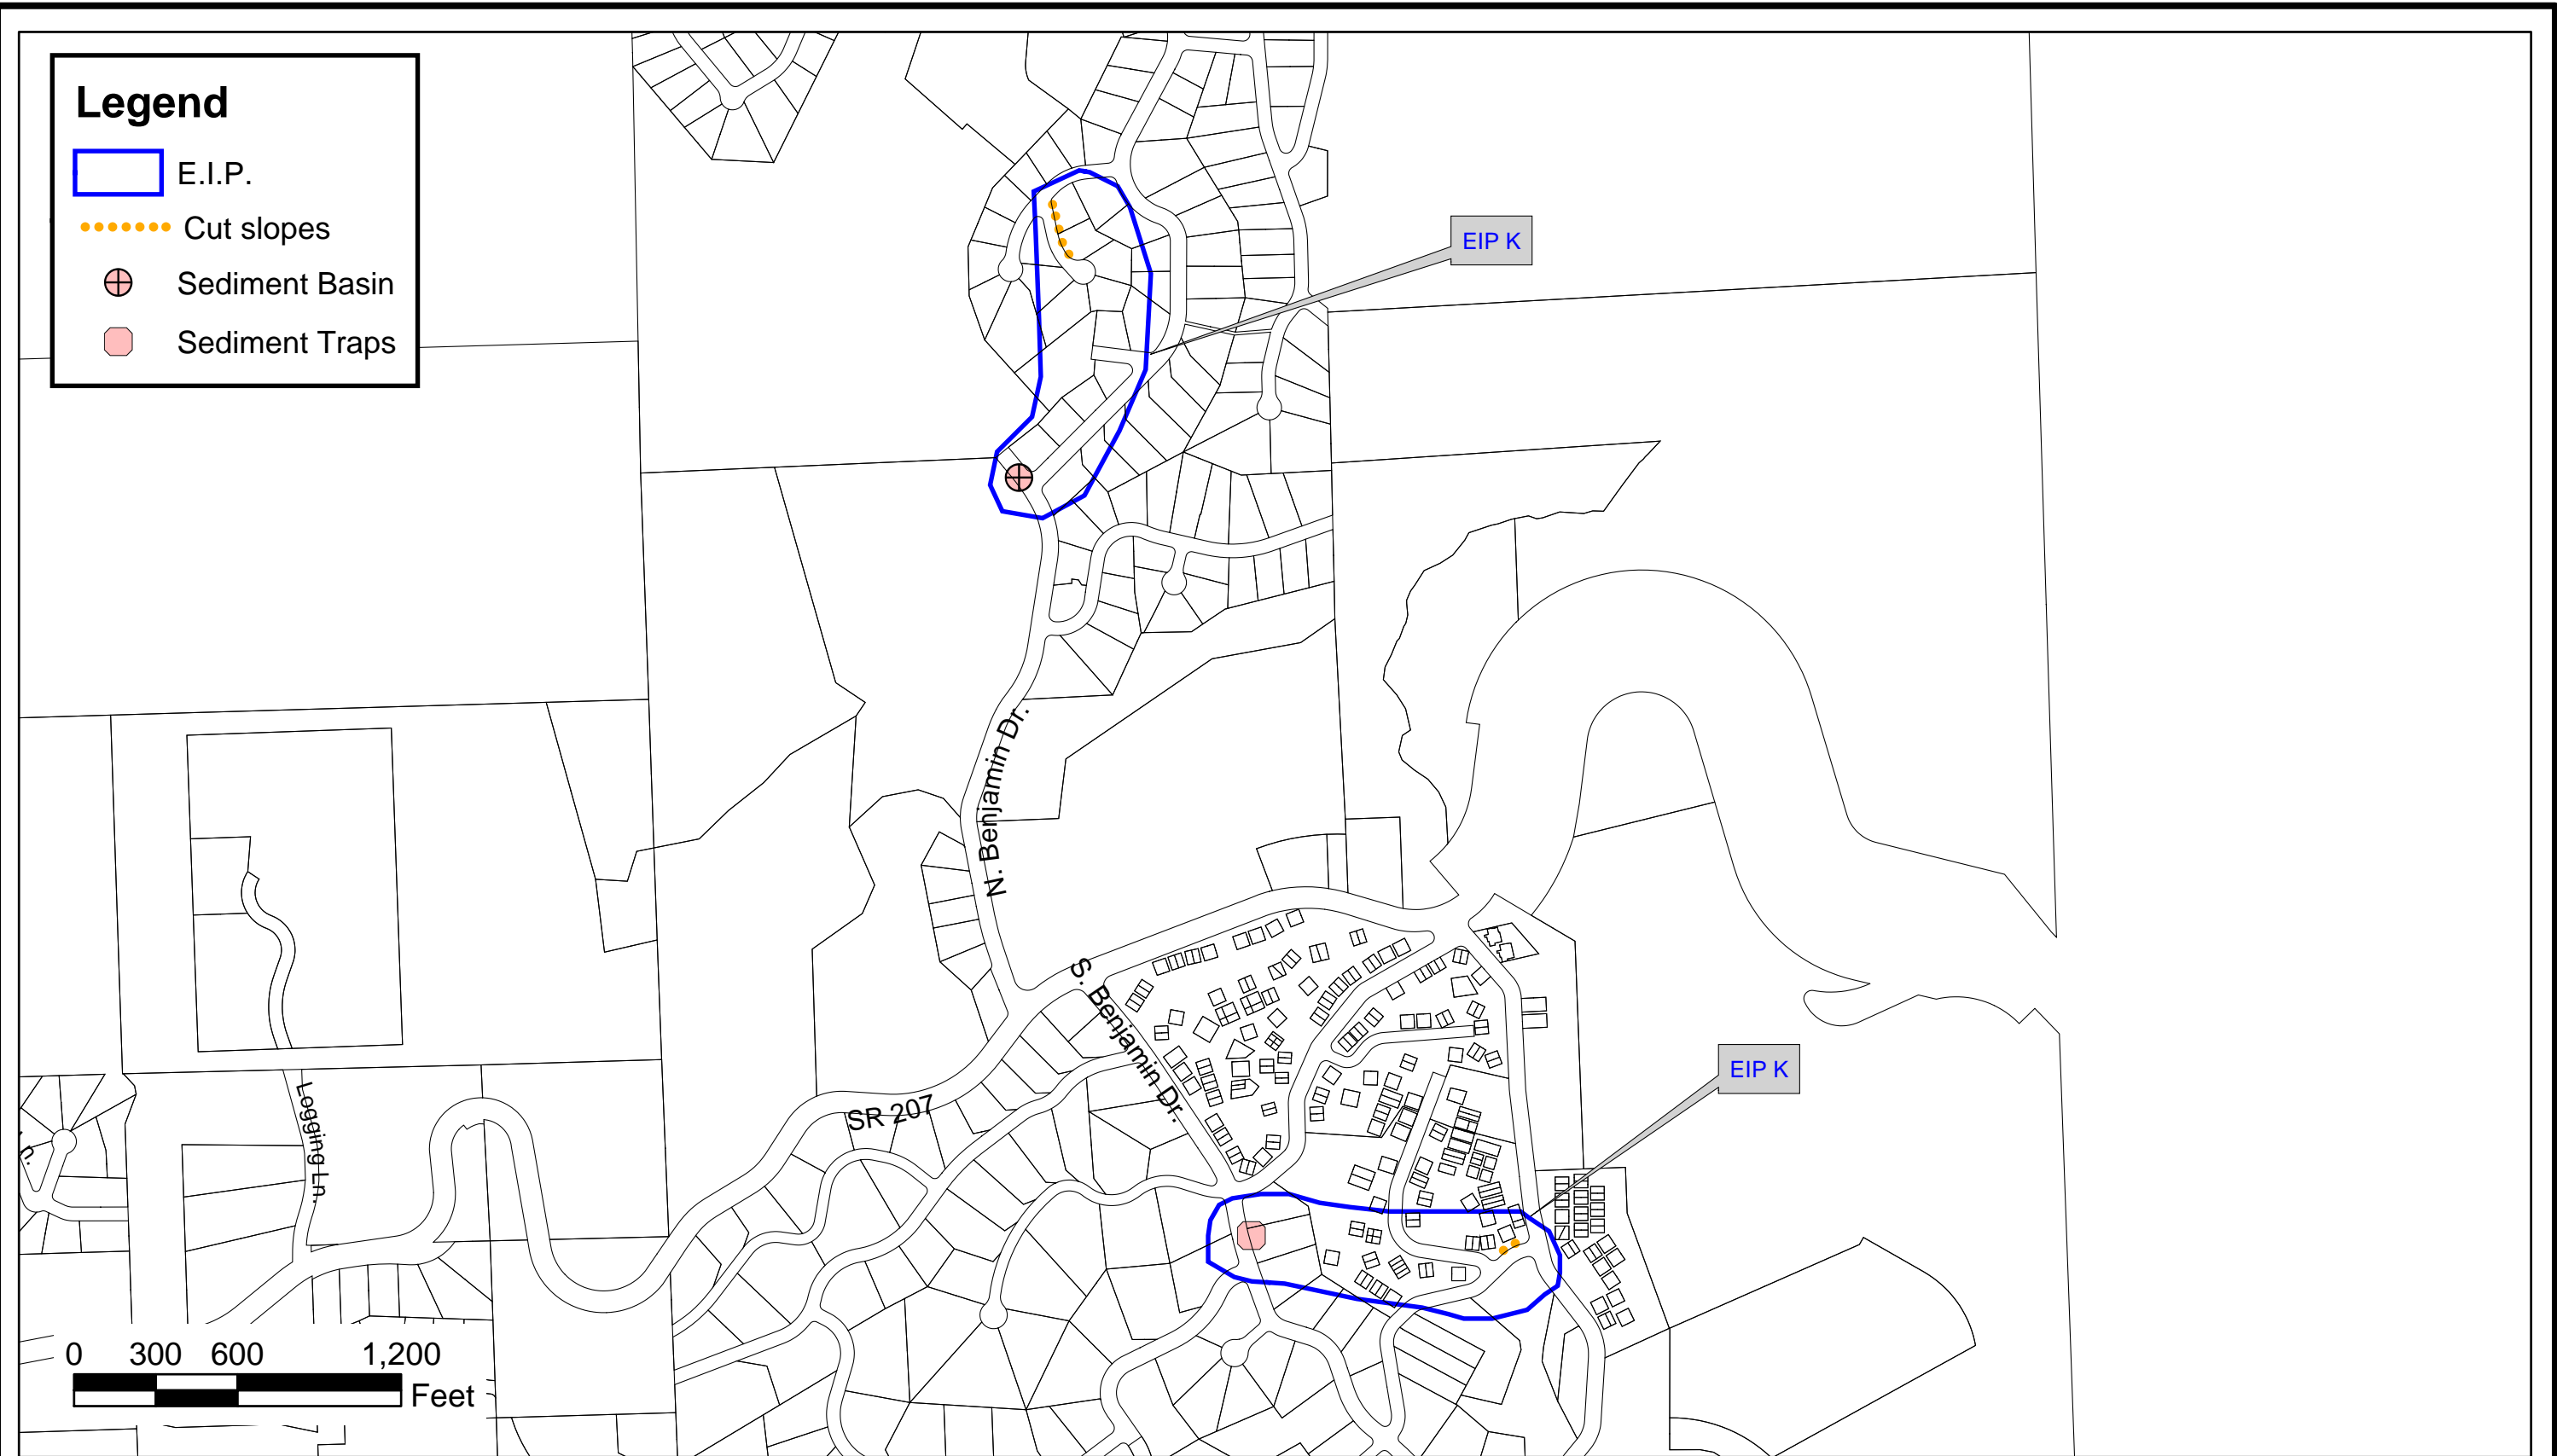 Legend
E.I.P.
Cut slopes
Sediment Basin
Sediment Traps
EIP K
N. Benjamin Dr.
S. Benjamin Dr.
EIP K
SR 207
Logging Ln.
n.
0 300 600 1,200
Feet